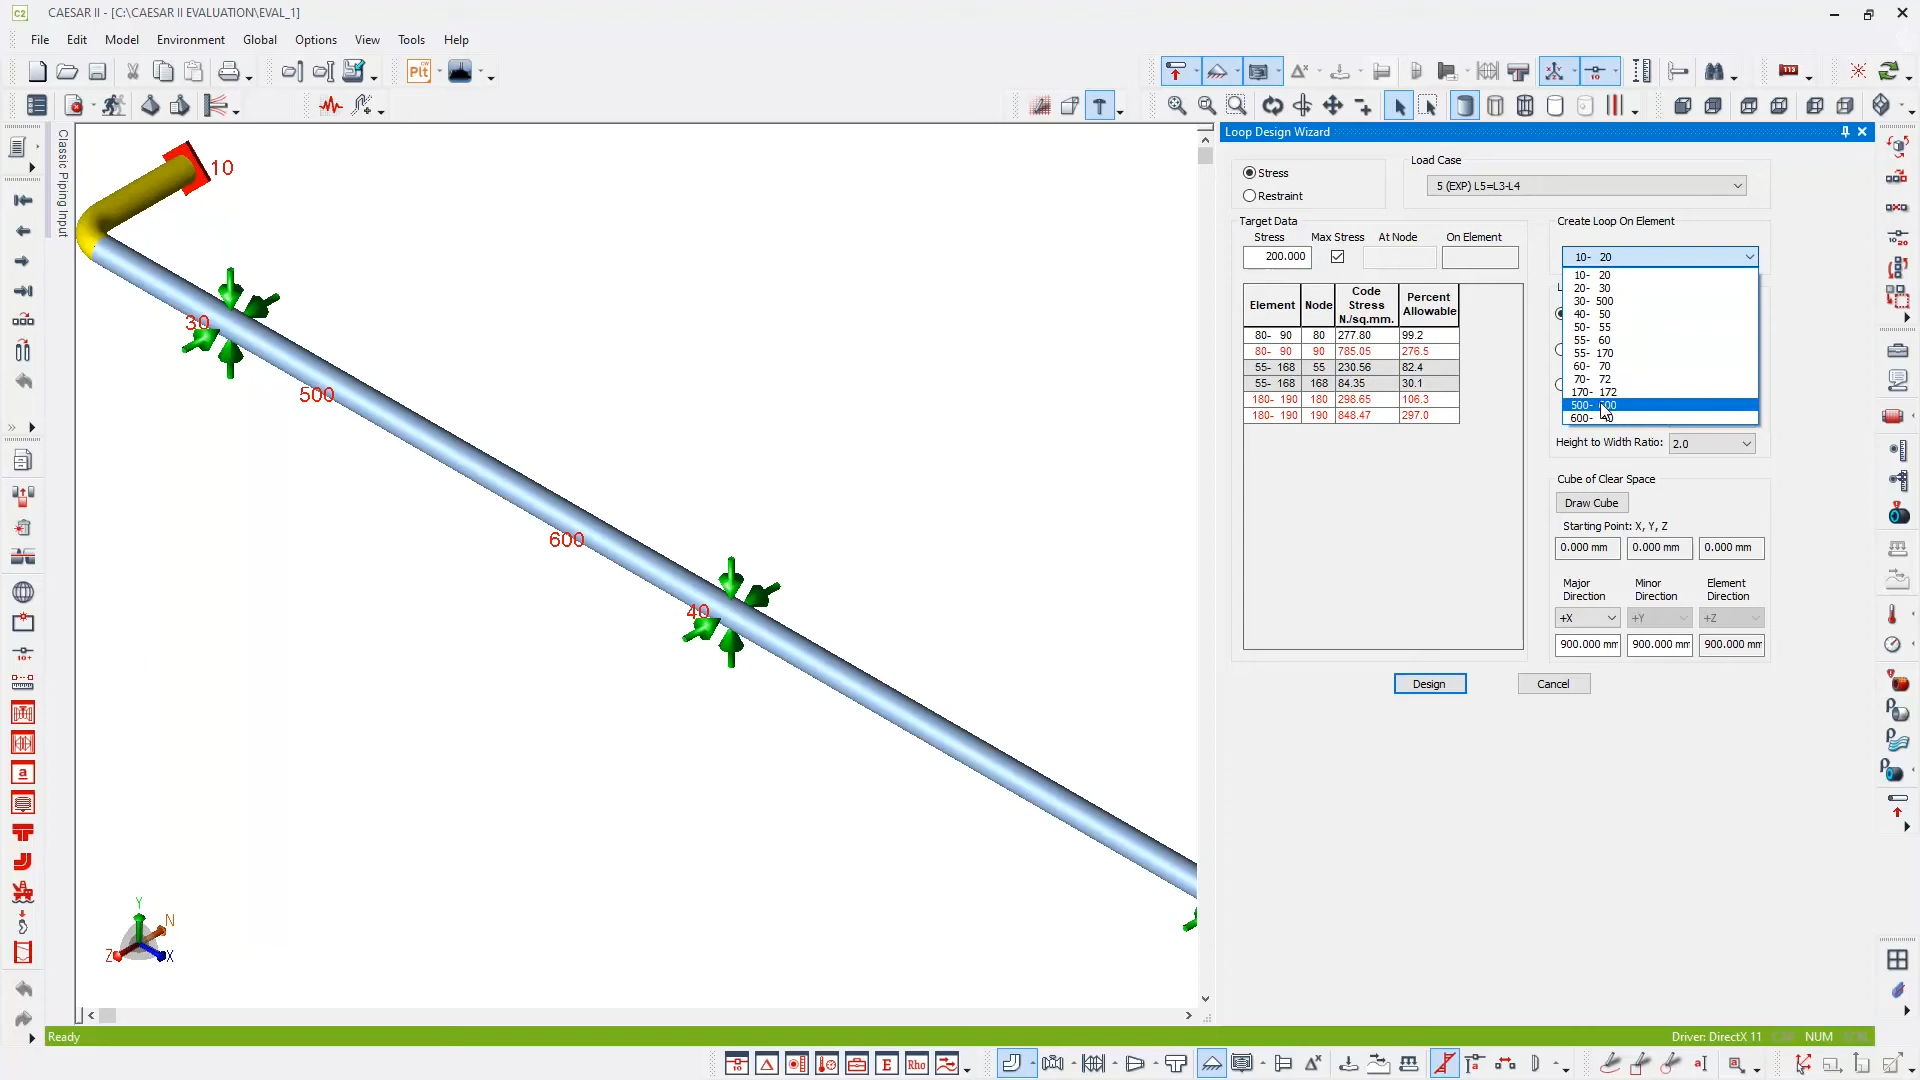 C2 CAESAR II - [C:\CAESAR II EVALUATION\EVAL_1]
File Edit Model Environment Global Options View Tools Help
Plt
Classic Piping Input
10
30
500
600
40
Y
N
Z
X
Loop Design Wizard
Stress
Restraint
Load Case
5 (EXP) L5=L3-L4
Target Data
Stress Max Stress At Node On Element
200.000
Element Node Code Stress N./sq.mm. Percent Allowable
80- 90 80 277.80 99.2
80- 90 90 785.05 276.5
55- 168 55 230.56 82.4
55- 168 168 84.35 30.1
180- 190 180 298.65 106.3
180- 190 190 848.47 297.0
Create Loop On Element
10- 20
10- 20
20- 30
30- 500
40- 50
50- 55
55- 60
55- 170
60- 70
70- 72
170- 172
500-
600-
Height to Width Ratio: 2.0
Cube of Clear Space
Draw Cube
Starting Point: X, Y, Z
0.000 mm 0.000 mm 0.000 mm
Major Direction Minor Direction Element Direction
+X +Y +Z
900.000 mm 900.000 mm 900.000 mm
Design Cancel
Ready
Driver: DirectX 11 NUM
E Rho